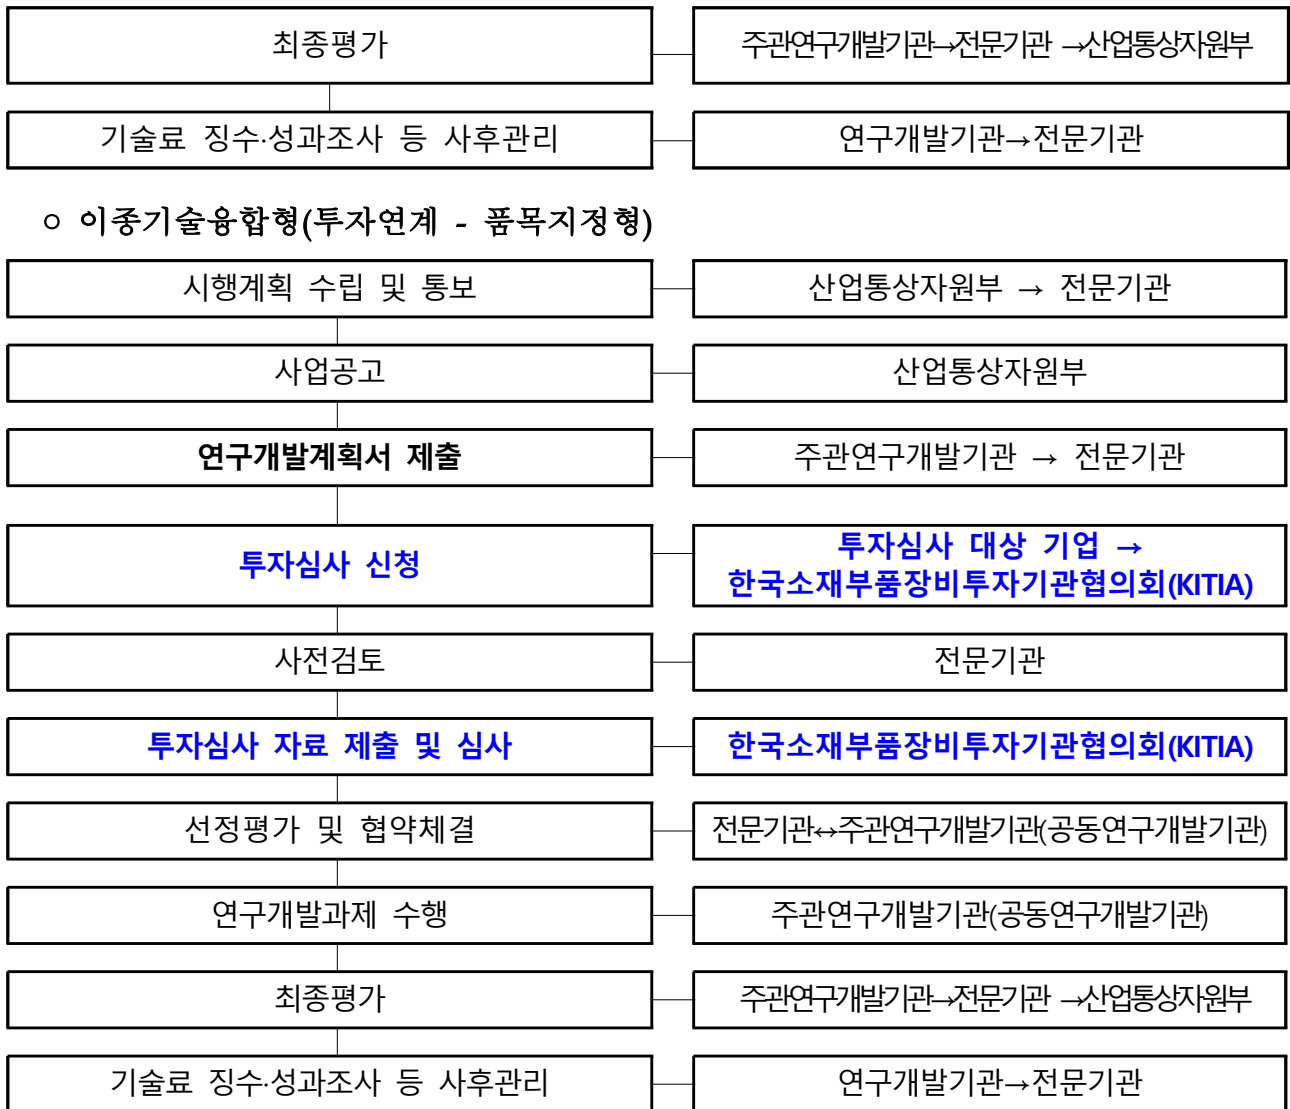 최종평가
주관연구개발기관→전문기관 →산업통상자원부
기술료 징수·성과조사 등 사후관리
연구개발기관→전문기관
ㅇ 이종기술융합형(투자연계 - 품목지정형)
시행계획 수립 및 통보
산업통상자원부 → 전문기관
사업공고
산업통상자원부
연구개발계획서 제출
주관연구개발기관 → 전문기관
투자심사 신청
투자심사 대상 기업 →
한국소재부품장비투자기관협의회(KITIA)
사전검토
전문기관
투자심사 자료 제출 및 심사
한국소재부품장비투자기관협의회(KITIA)
선정평가 및 협약체결
전문기관↔주관연구개발기관(공동연구개발기관)
연구개발과제 수행
주관연구개발기관(공동연구개발기관)
최종평가
주관연구개발기관→전문기관 →산업통상자원부
기술료 징수·성과조사 등 사후관리
연구개발기관→전문기관